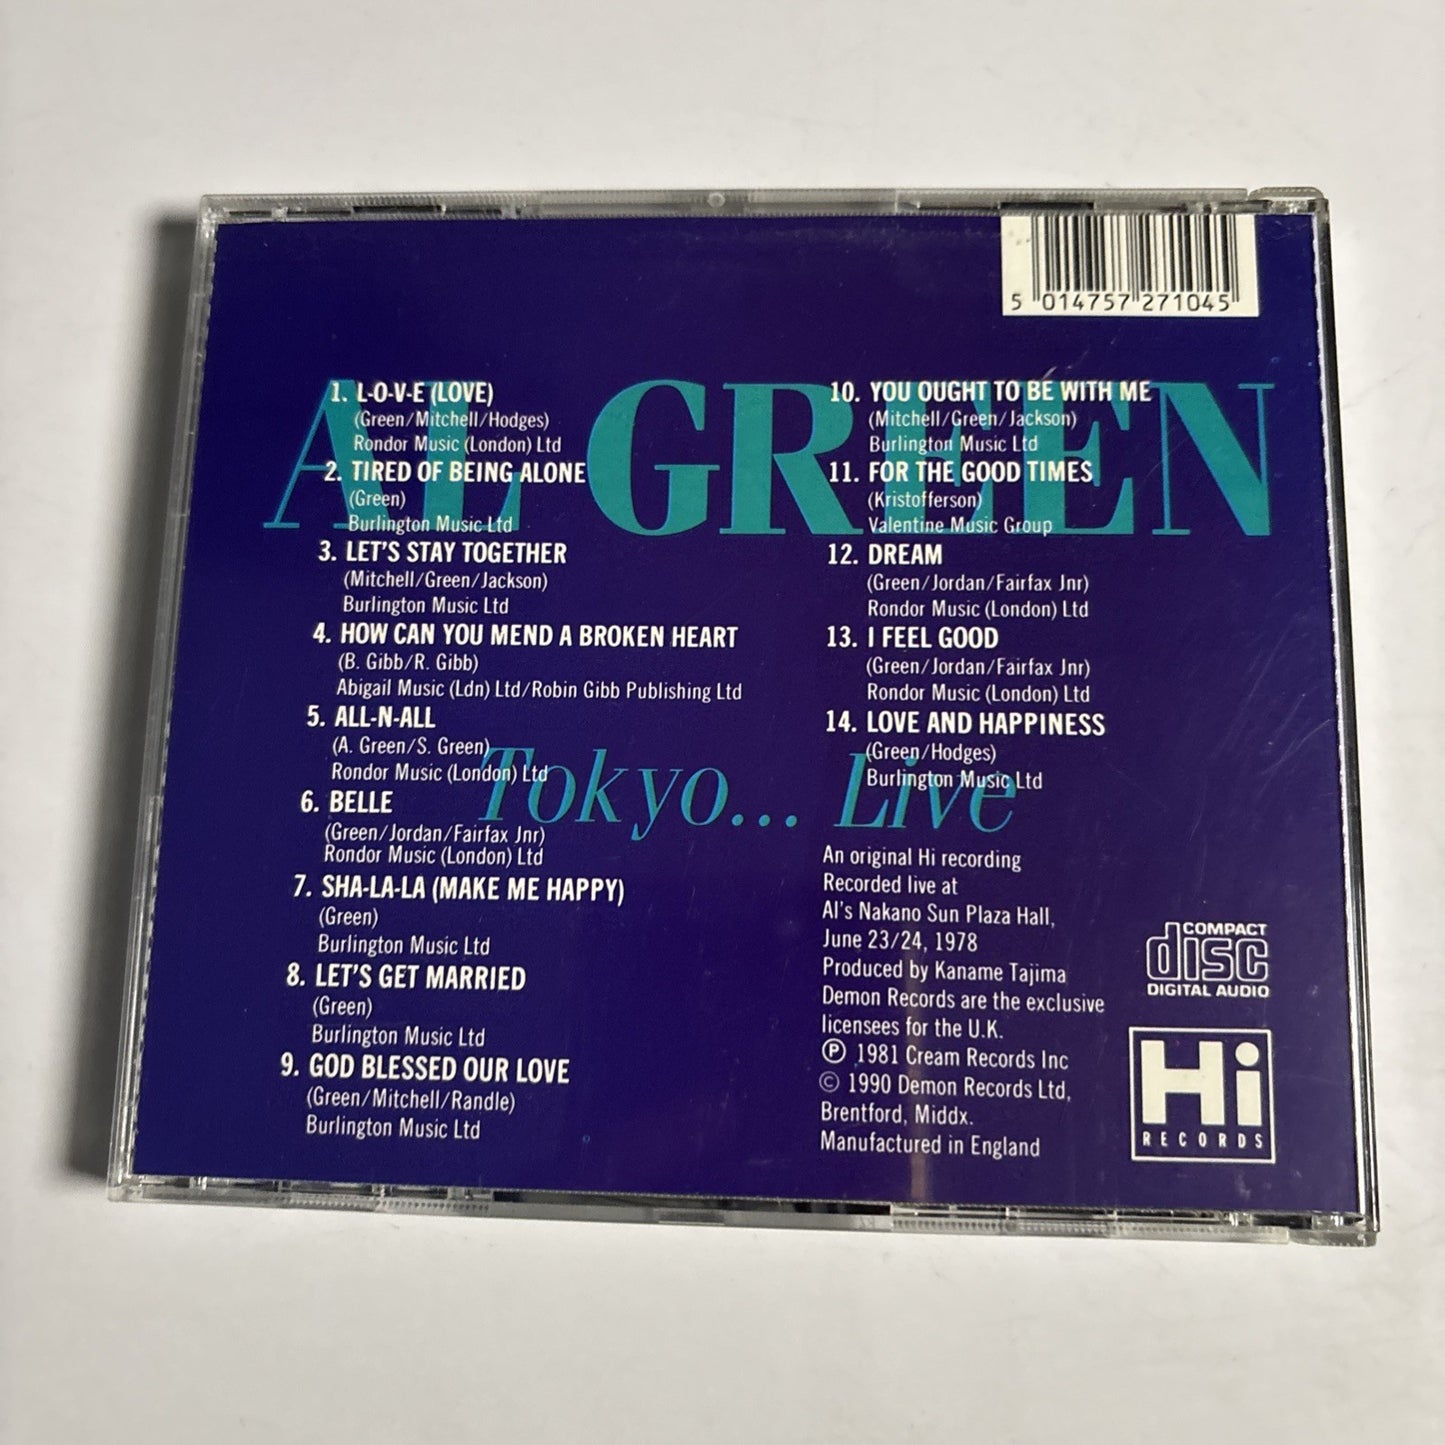 5 014757 271045
AL GREEN
Tokyo... Live
1. L-O-V-E (LOVE)
(Green/Mitchell/Hodges)
Rondor Music (London) Ltd
2. TIRED OF BEING ALONE
(Green)
Burlington Music Ltd
3. LET'S STAY TOGETHER
(Mitchell/Green/Jackson)
Burlington Music Ltd
4. HOW CAN YOU MEND A BROKEN HEART
(B. Gibb/R. Gibb)
Abigail Music (Ldn) Ltd/Robin Gibb Publishing Ltd
5. ALL-N-ALL
(A. Green/S. Green)
Rondor Music (London) Ltd
6. BELLE
(Green/Jordan/Fairfax Jnr)
Rondor Music (London) Ltd
7. SHA-LA-LA (MAKE ME HAPPY)
(Green)
Burlington Music Ltd
8. LET'S GET MARRIED
(Green)
Burlington Music Ltd
9. GOD BLESSED OUR LOVE
(Green/Mitchell/Randle)
Burlington Music Ltd
10. YOU OUGHT TO BE WITH ME
(Mitchell/Green/Jackson)
Burlington Music Ltd
11. FOR THE GOOD TIMES
(Kristofferson)
Valentine Music Group
12. DREAM
(Green/Jordan/Fairfax Jnr)
Rondor Music (London) Ltd
13. I FEEL GOOD
(Green/Jordan/Fairfax Jnr)
Rondor Music (London) Ltd
14. LOVE AND HAPPINESS
(Green/Hodges)
Burlington Music Ltd
An original Hi recording
Recorded live at
Al's Nakano Sun Plaza Hall,
June 23/24, 1978
Produced by Kaname Tajima
Demon Records are the exclusive
licensees for the U.K.
Ⓟ 1981 Cream Records Inc
© 1990 Demon Records Ltd,
Brentford, Middx.
Manufactured in England
COMPACT
disc
DIGITAL AUDIO
Hi
RECORDS